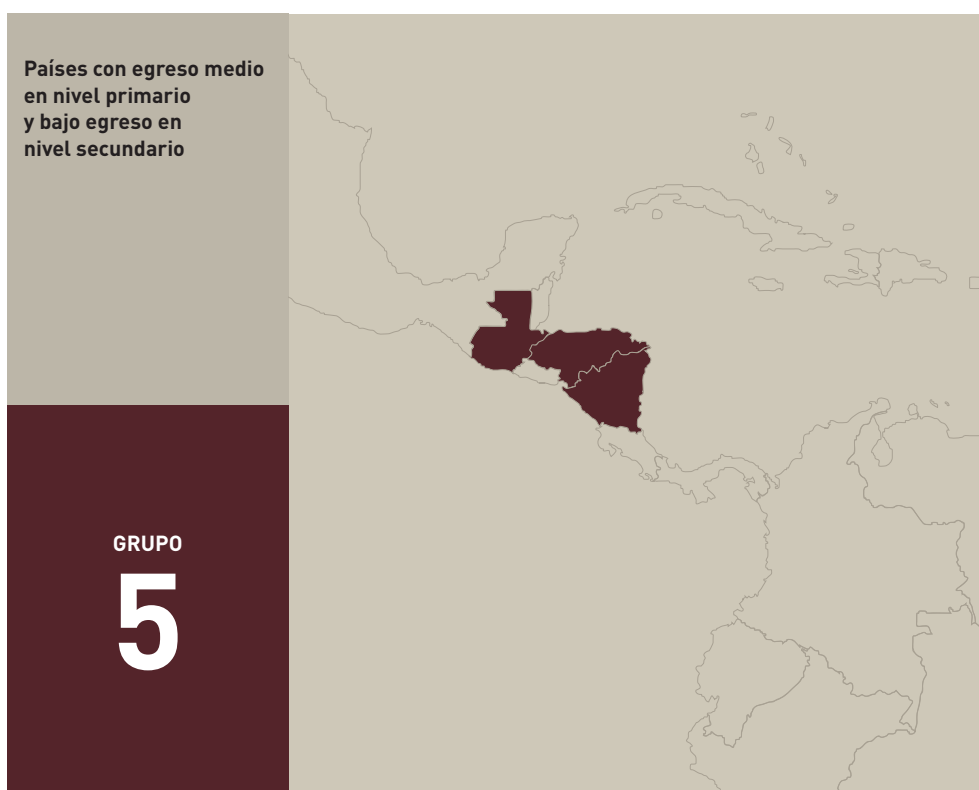 Países con egreso medio
en nivel primario
y bajo egreso en
nivel secundario
GRUPO
5